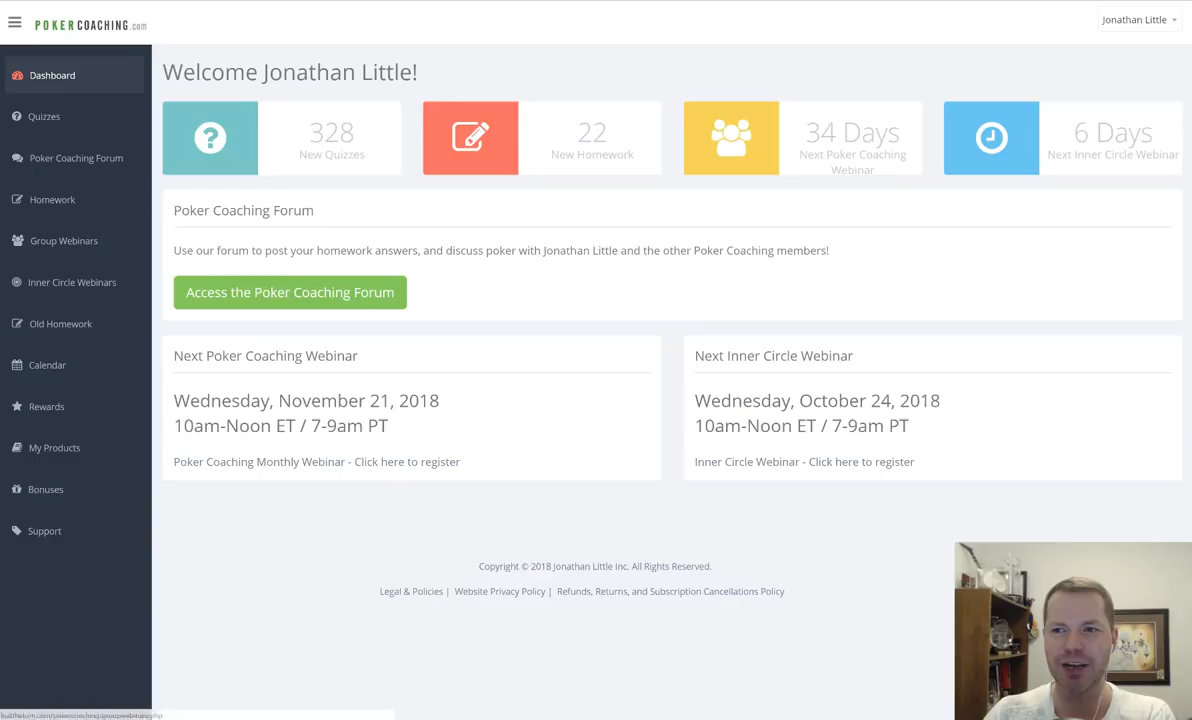 POKERCOACHING.com
Jonathan Little
Dashboard
Quizzes
Poker Coaching Forum
Homework
Group Webinars
Inner Circle Webinars
Old Homework
Calendar
Rewards
My Products
Bonuses
Support
Welcome Jonathan Little!
328
New Quizzes
22
New Homework
34 Days
Next Poker Coaching
Webinar
6 Days
Next Inner Circle Webinar
Poker Coaching Forum
Use our forum to post your homework answers, and discuss poker with Jonathan Little and the other Poker Coaching members!
Access the Poker Coaching Forum
Next Poker Coaching Webinar
Wednesday, November 21, 2018
10am-Noon ET / 7-9am PT
Poker Coaching Monthly Webinar - Click here to register
Next Inner Circle Webinar
Wednesday, October 24, 2018
10am-Noon ET / 7-9am PT
Inner Circle Webinar - Click here to register
Copyright © 2018 Jonathan Little Inc. All Rights Reserved.
Legal & Policies | Website Privacy Policy | Refunds, Returns, and Subscription Cancellations Policy